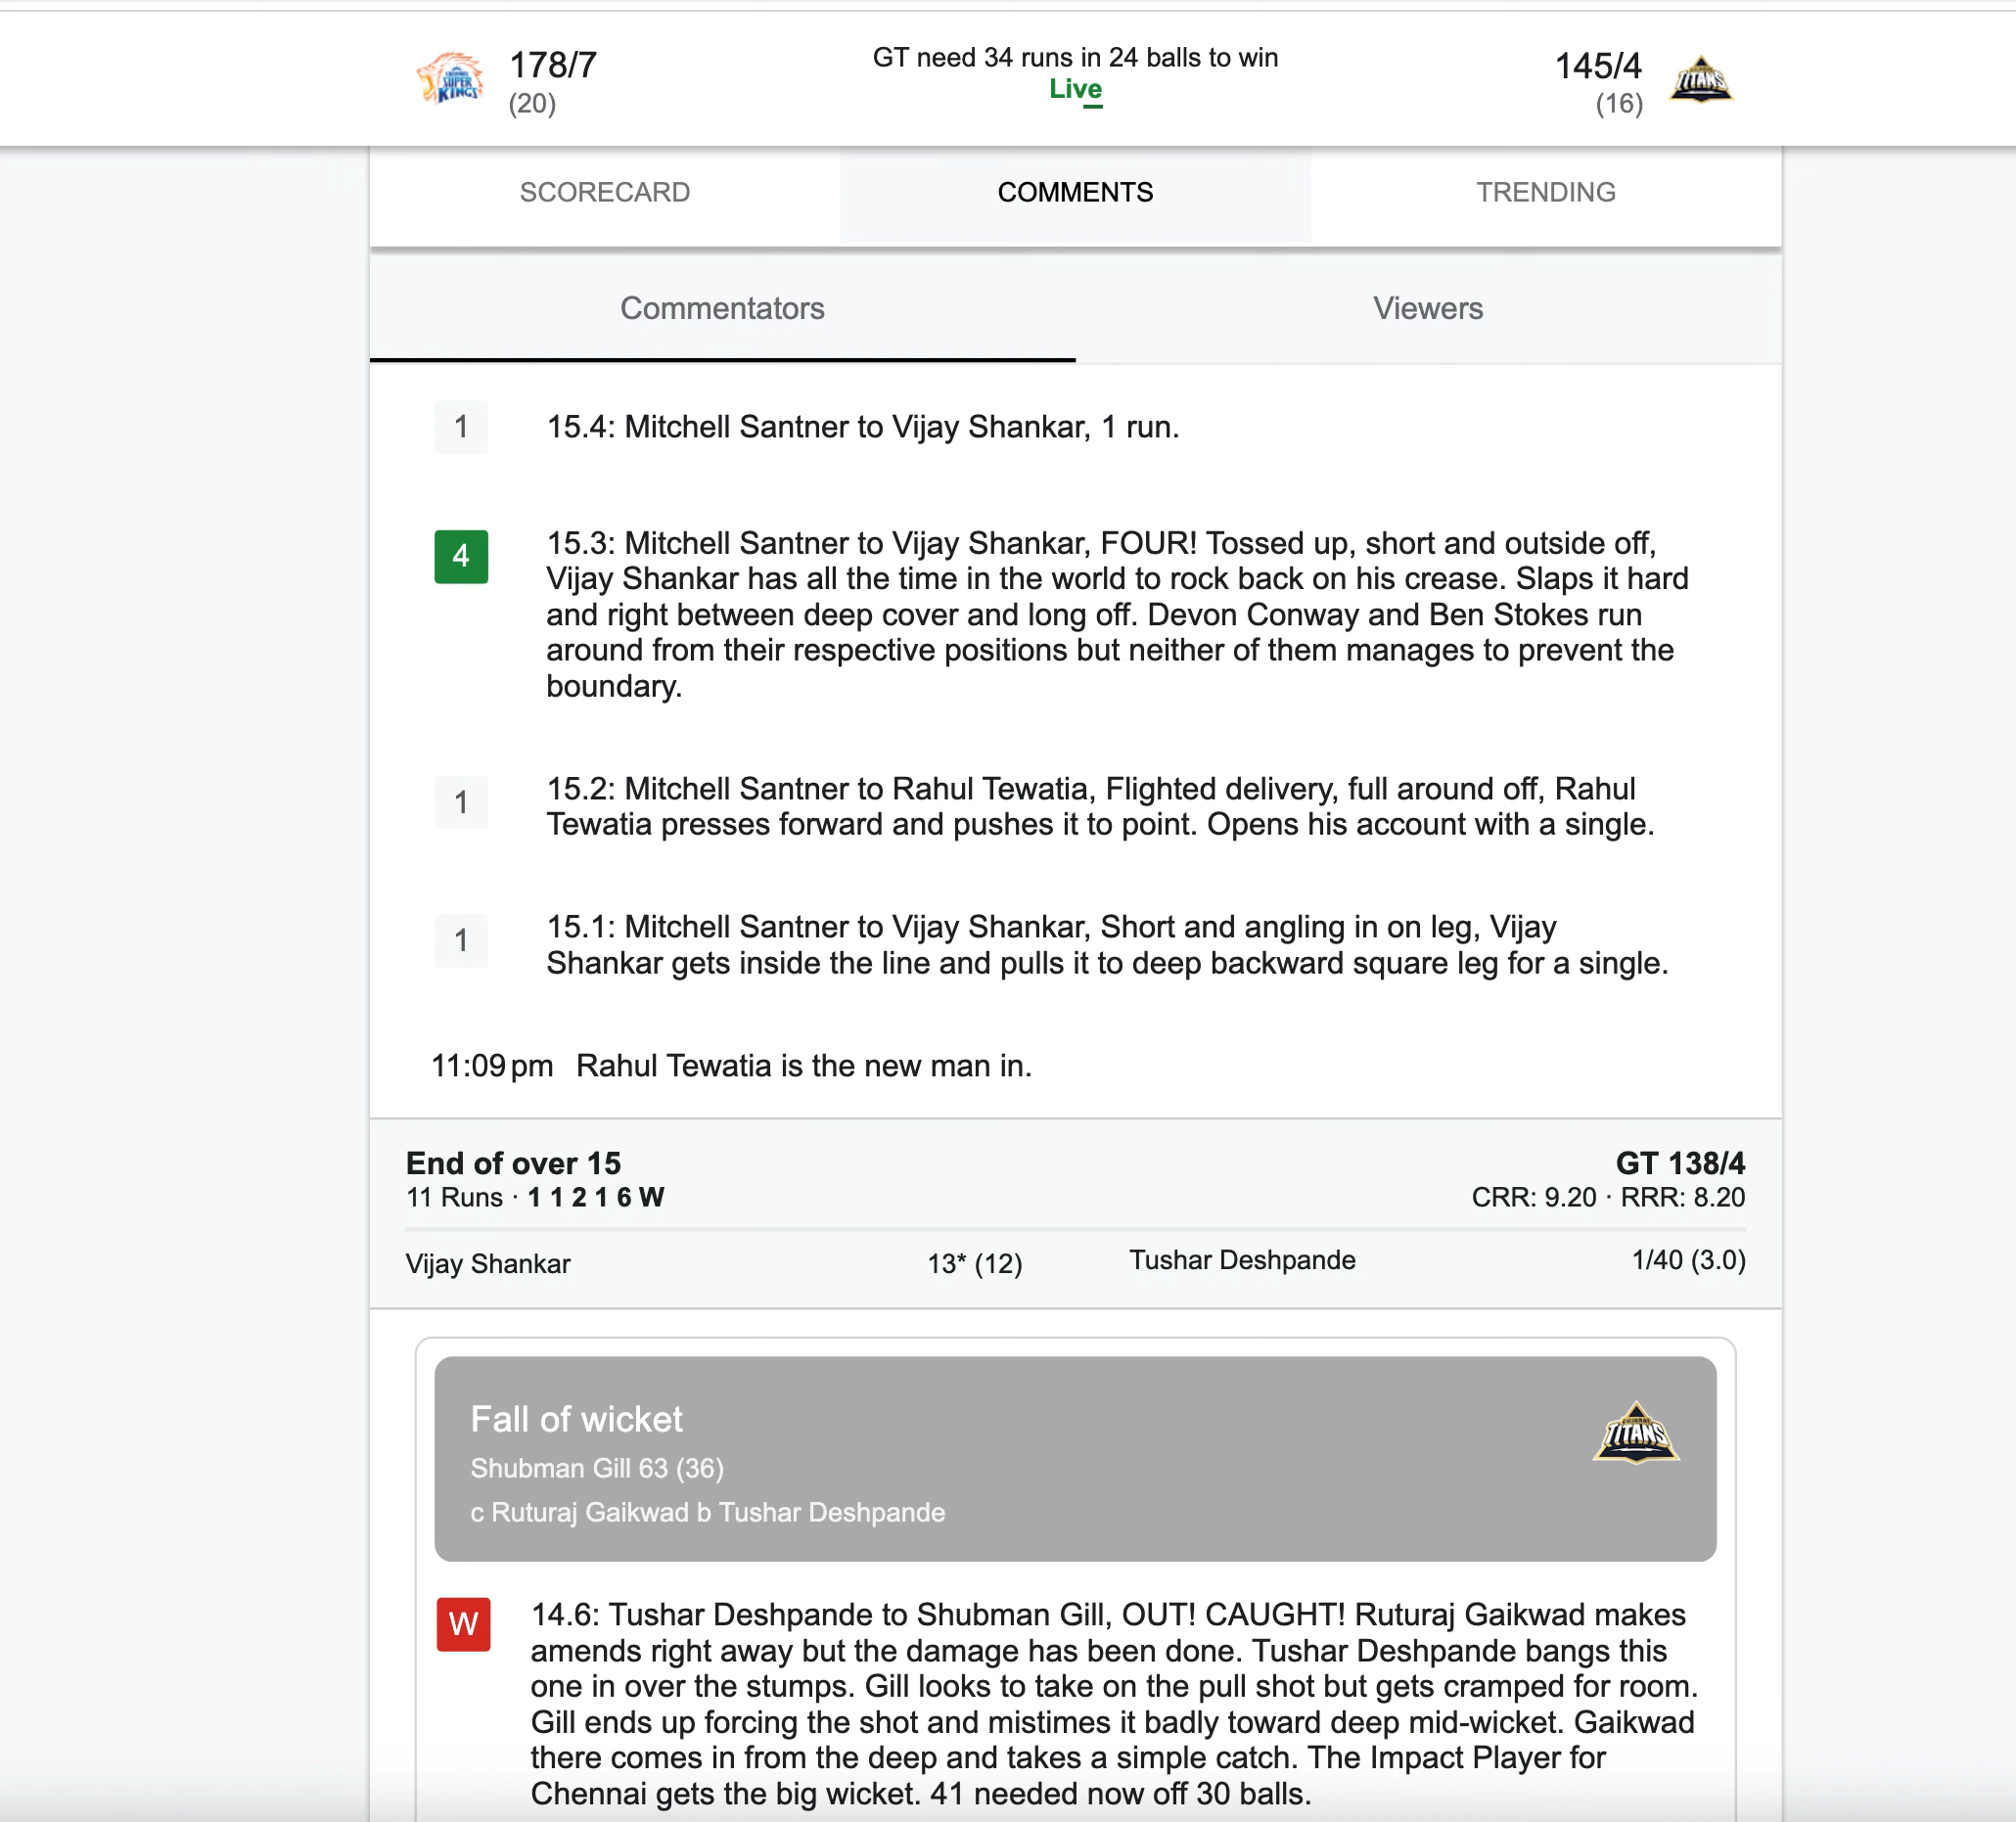 SUPER
KINGS
178/7
(20)
GT need 34 runs in 24 balls to win
Live
145/4
(16)
TITANS
SCORECARD
COMMENTS
TRENDING
Commentators
Viewers
1
15.4: Mitchell Santner to Vijay Shankar, 1 run.
4
15.3: Mitchell Santner to Vijay Shankar, FOUR! Tossed up, short and outside off,
Vijay Shankar has all the time in the world to rock back on his crease. Slaps it hard
and right between deep cover and long off. Devon Conway and Ben Stokes run
around from their respective positions but neither of them manages to prevent the
boundary.
1
15.2: Mitchell Santner to Rahul Tewatia, Flighted delivery, full around off, Rahul
Tewatia presses forward and pushes it to point. Opens his account with a single.
1
15.1: Mitchell Santner to Vijay Shankar, Short and angling in on leg, Vijay
Shankar gets inside the line and pulls it to deep backward square leg for a single.
11:09 pm Rahul Tewatia is the new man in.
End of over 15
GT 138/4
11 Runs · 1 1 2 1 6 W
CRR: 9.20 · RRR: 8.20
Vijay Shankar 13* (12)
Tushar Deshpande 1/40 (3.0)
Fall of wicket
Shubman Gill 63 (36)
c Ruturaj Gaikwad b Tushar Deshpande
TITANS
W
14.6: Tushar Deshpande to Shubman Gill, OUT! CAUGHT! Ruturaj Gaikwad makes
amends right away but the damage has been done. Tushar Deshpande bangs this
one in over the stumps. Gill looks to take on the pull shot but gets cramped for room.
Gill ends up forcing the shot and mistimes it badly toward deep mid-wicket. Gaikwad
there comes in from the deep and takes a simple catch. The Impact Player for
Chennai gets the big wicket. 41 needed now off 30 balls.